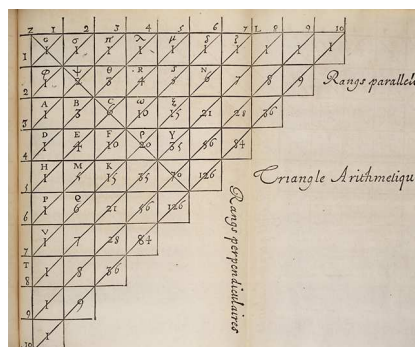 Z 1 2 3 4 5 6 7 L 8 9 10
G σ π λ μ δ ζ
1 1 1 1 1 1 1 1 1 1 1
φ ψ θ R S N
2 1 2 3 4 5 6 7 8 9
Rangs parallele
A B C ω ξ
3 1 3 6 10 15 21 28 36
D E F ρ Y
4 1 4 10 20 35 56 84
Triangle Arithmetiqu
H M K
5 1 5 15 35 70 126
P Q
6 1 6 21 56 126
Rangs perpendiculaires
V
7 1 7 28 84
T
8 1 8 36
9 1 9
10 1